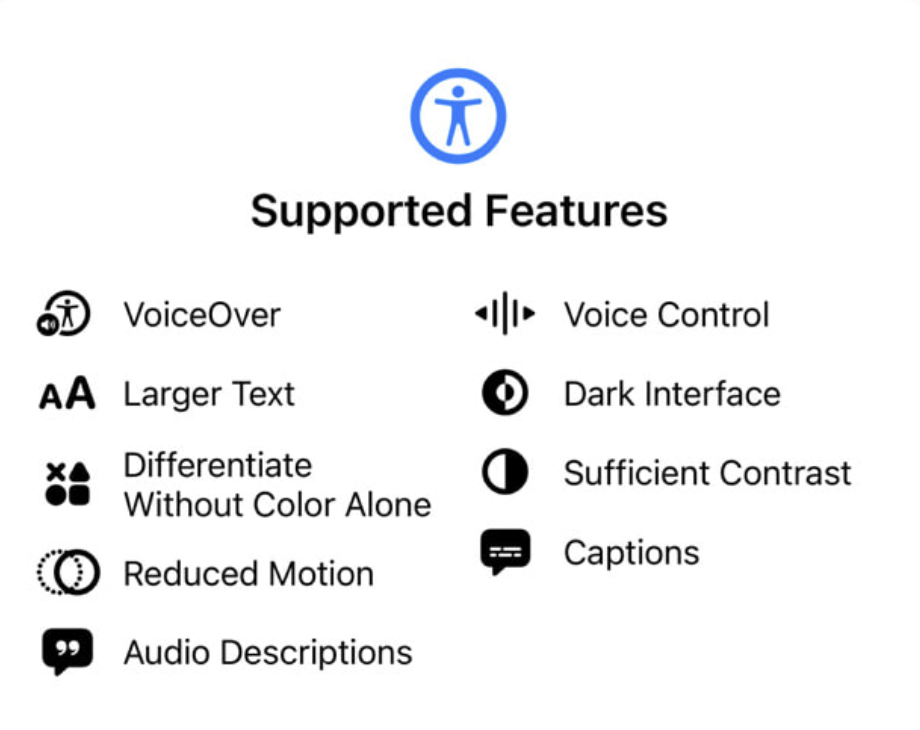 Supported Features
VoiceOver
Larger Text
Differentiate
Without Color Alone
Reduced Motion
Audio Descriptions
Voice Control
Dark Interface
Sufficient Contrast
Captions